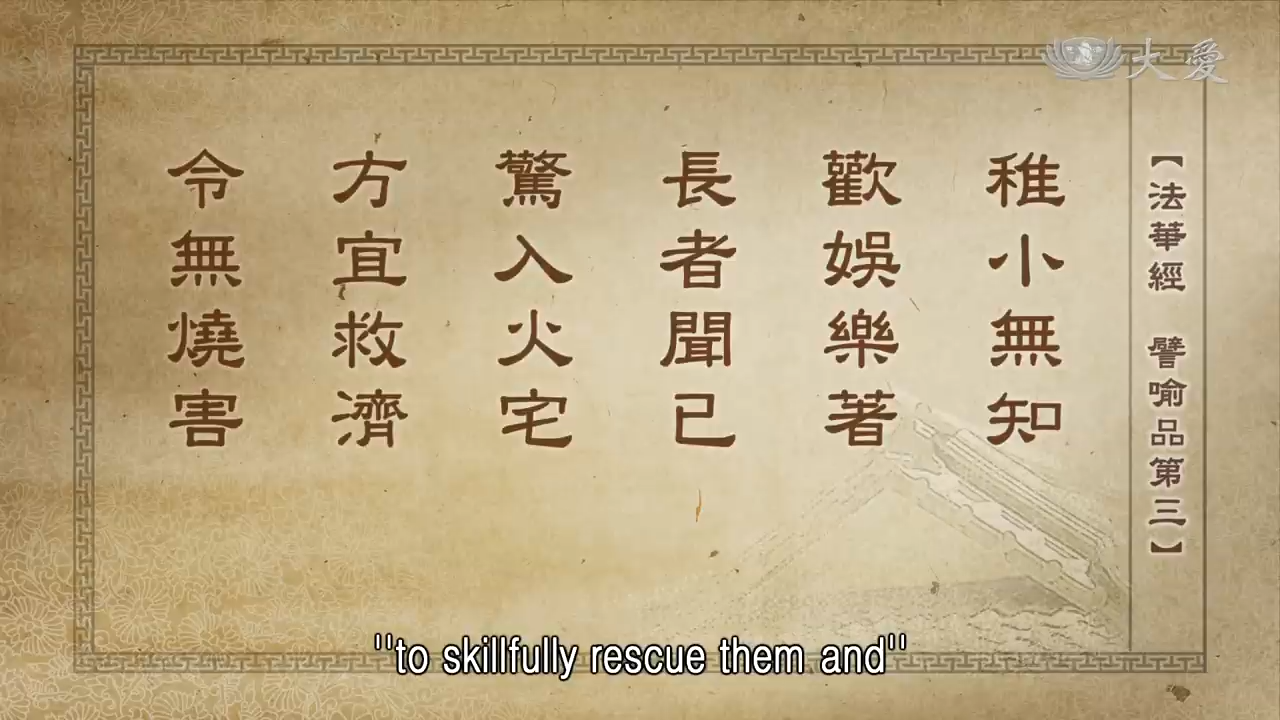 大愛
【法華經 譬喻品第三】
稚小無知
歡娛樂著
長者聞已
驚入火宅
方宜救濟
令無燒害
"to skillfully rescue them and"